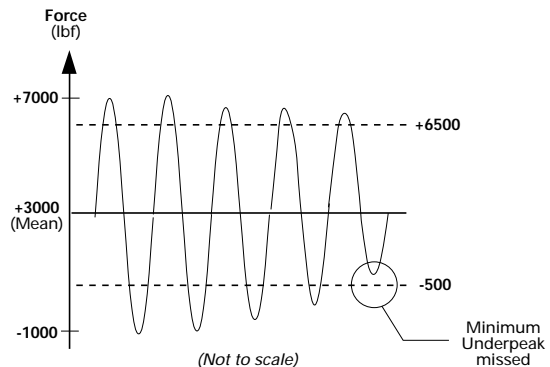 Force
(lbf)
+7000
+6500
+3000
(Mean)
-500
-1000
Minimum
Underpeak
missed
(Not to scale)